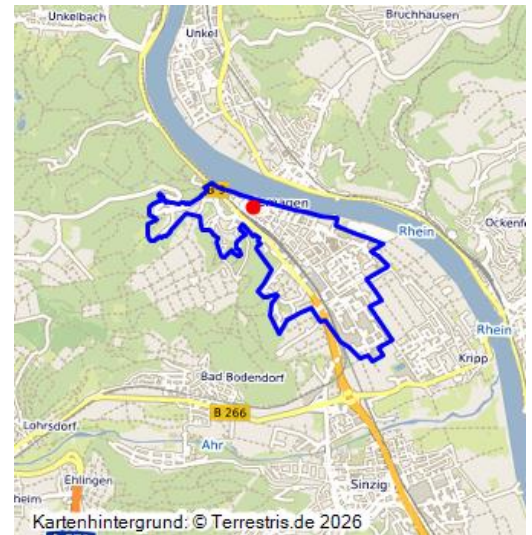 Unkelbach
Bruchhausen
Unkel
Rhein
Ockenfe
Rhein
Kripp
Bad Bodendorf
B 266
Lohrsdorf
Ahr
Ehlingen
Sinzig
heim
Kartenhintergrund: © Terrestris.de 2026